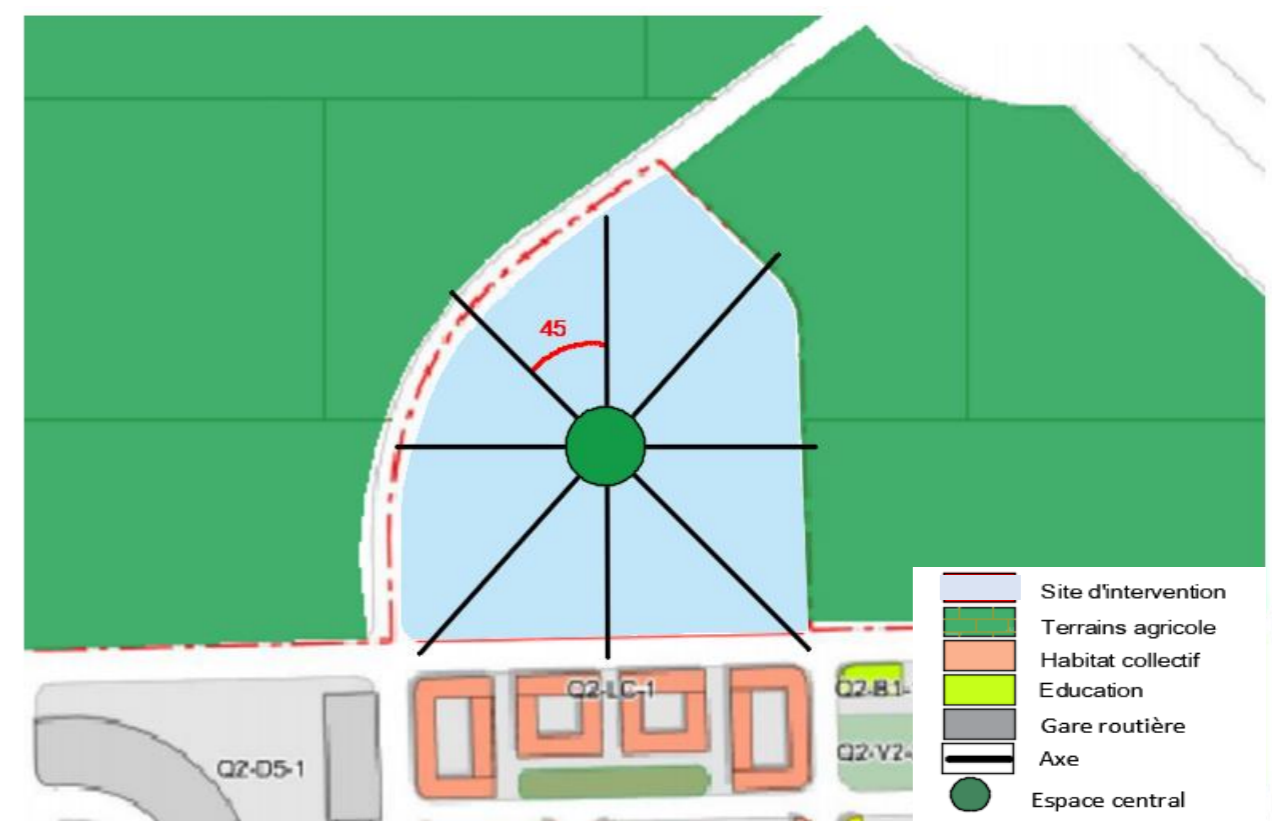 45
Site d'intervention
Terrains agricole
Habitat collectif
Education
Gare routière
Axe
Espace central
Q2-LC-1
Q2-B1-
Q2-D5-1
Q2-V2-